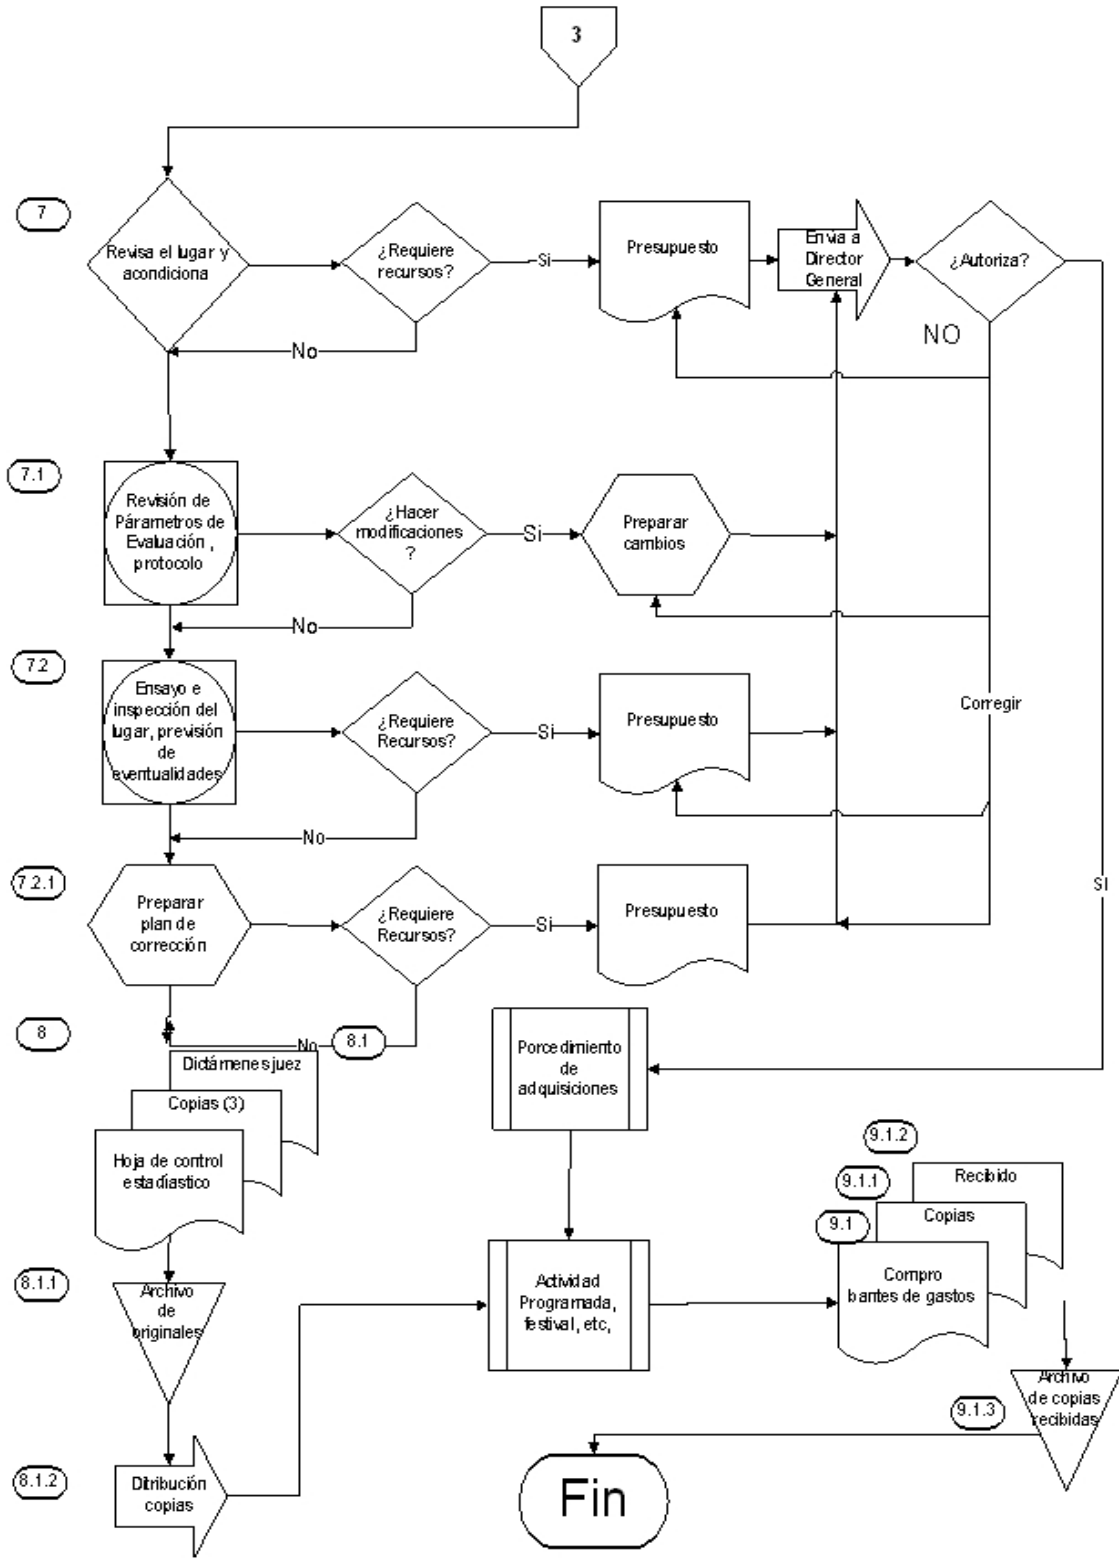 3
7
Revisa el lugar y
acondiciona
¿Requiere
recursos?
Si
Presupuesto
Envia a
Director
General
¿Autoriza?
NO
No
7.1
Revisión de
Párametros de
Evaluación ,
protocolo
¿Hacer
modificaciones
?
Si
Preparar
cambios
No
7.2
Ensayo e
inspección del
lugar, previsión
de
eventualidades
¿Requiere
Recursos?
Si
Presupuesto
Corregir
No
7.2.1
Preparar
plan de
corrección
¿Requiere
Recursos?
Si
Presupuesto
SI
8
No
8.1
Dictámenes juez
Copias (3)
Hoja de control
estadíastico
Porcedimiento
de
adquisiciones
9.1.2
Recibido
9.1.1
Copias
9.1
Compro
bantes de gastos
8.1.1
Archivo
de
originales
Actividad
Programada,
festival, etc,
Archivo
de copias
recibidas
9.1.3
8.1.2
Ditribución
copias
Fin